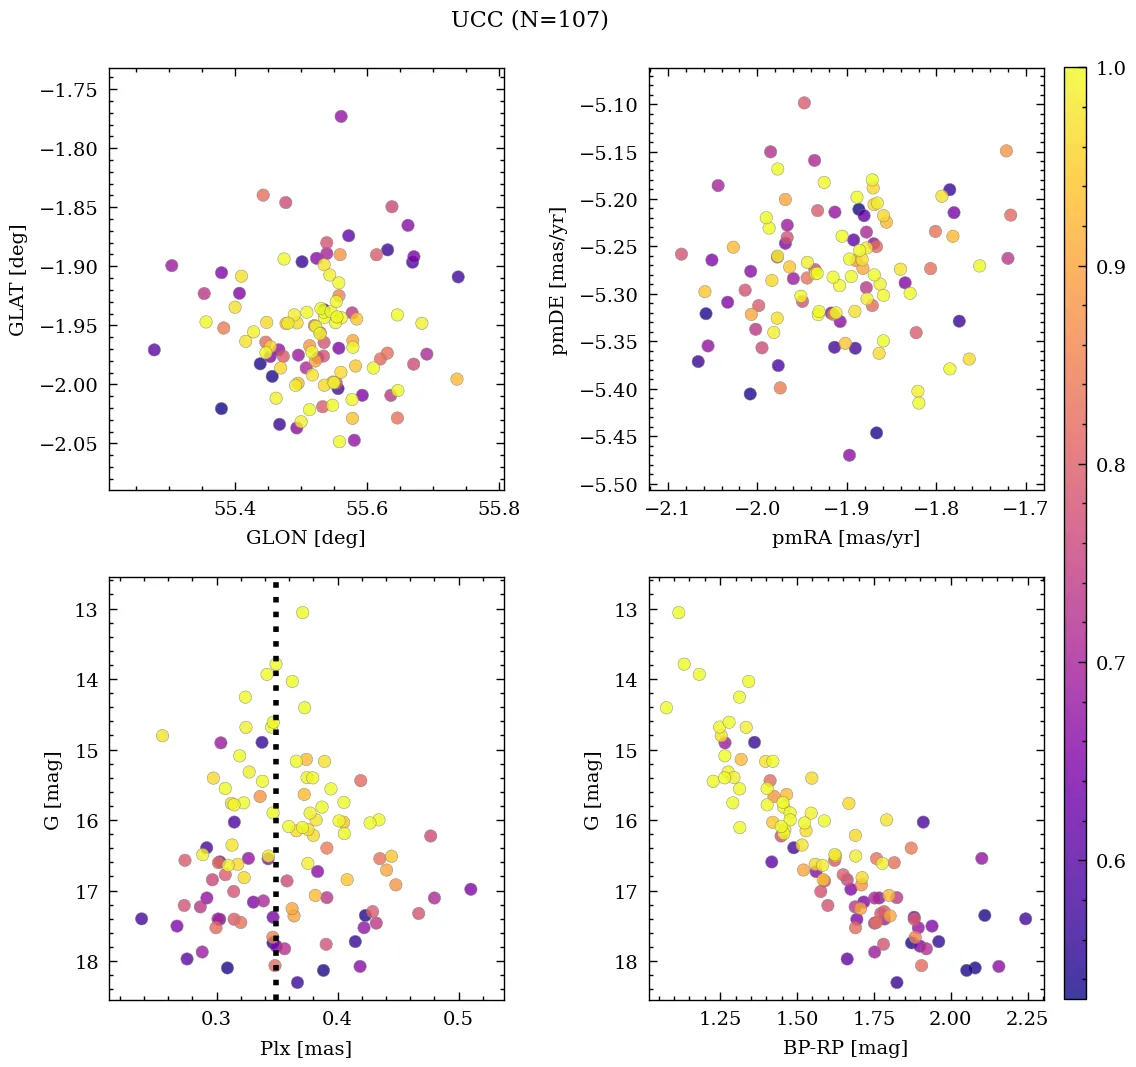 UCC (N=107)
−1.75
−1.80
−1.85
−1.90
−1.95
−2.00
−2.05
GLAT [deg]
55.4 55.6 55.8
GLON [deg]
−5.10
−5.15
−5.20
−5.25
−5.30
−5.35
−5.40
−5.45
−5.50
pmDE [mas/yr]
−2.1 −2.0 −1.9 −1.8 −1.7
pmRA [mas/yr]
13
14
15
16
17
18
G [mag]
0.3 0.4 0.5
Plx [mas]
13
14
15
16
17
18
G [mag]
1.25 1.50 1.75 2.00 2.25
BP-RP [mag]
1.0
0.9
0.8
0.7
0.6